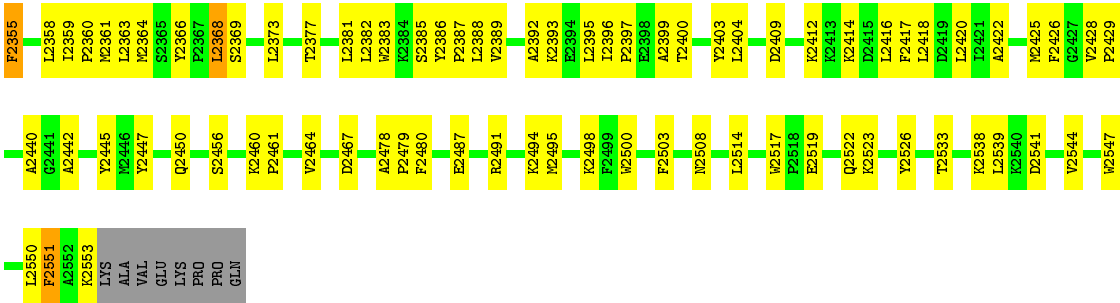 F2355 L2358 I2359 P2360 M2361 L2363 M2364 S2365 Y2366 P2367 L2368 S2369 L2373 T2377 L2381 L2382 W2383 K2384 S2385 Y2386 P2387 L2388 V2389 A2392 K2393 E2394 L2395 I2396 P2397 E2398 A2399 T2400 Y2403 L2404 D2409 K2412 K2413 K2414 D2415 L2416 F2417 L2418 D2419 L2420 I2421 A2422 M2425 F2426 G2427 V2428 P2429
A2440 G2441 A2442 Y2445 M2446 Y2447 Q2450 S2456 K2460 P2461 V2464 D2467 A2478 P2479 F2480 E2487 R2491 K2494 M2495 K2498 F2499 W2500 F2503 N2508 L2514 W2517 P2518 E2519 Q2522 K2523 Y2526 T2533 K2538 L2539 K2540 D2541 V2544 W2547
L2550 F2551 A2552 K2553 LYS ALA VAL GLU LYS PRO PRO GLN